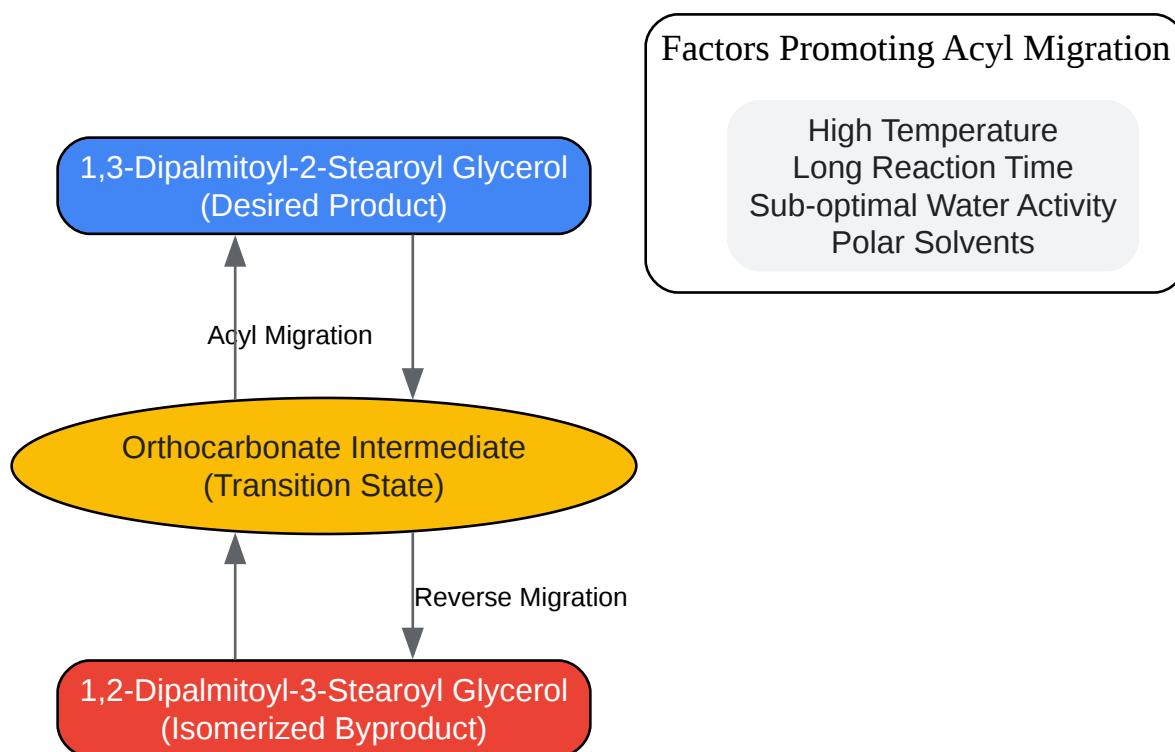 Factors Promoting Acyl Migration
High Temperature
Long Reaction Time
Sub-optimal Water Activity
Polar Solvents
1,3-Dipalmitoyl-2-Stearoyl Glycerol
(Desired Product)
Acyl Migration
Orthocarbonate Intermediate
(Transition State)
Reverse Migration
1,2-Dipalmitoyl-3-Stearoyl Glycerol
(Isomerized Byproduct)